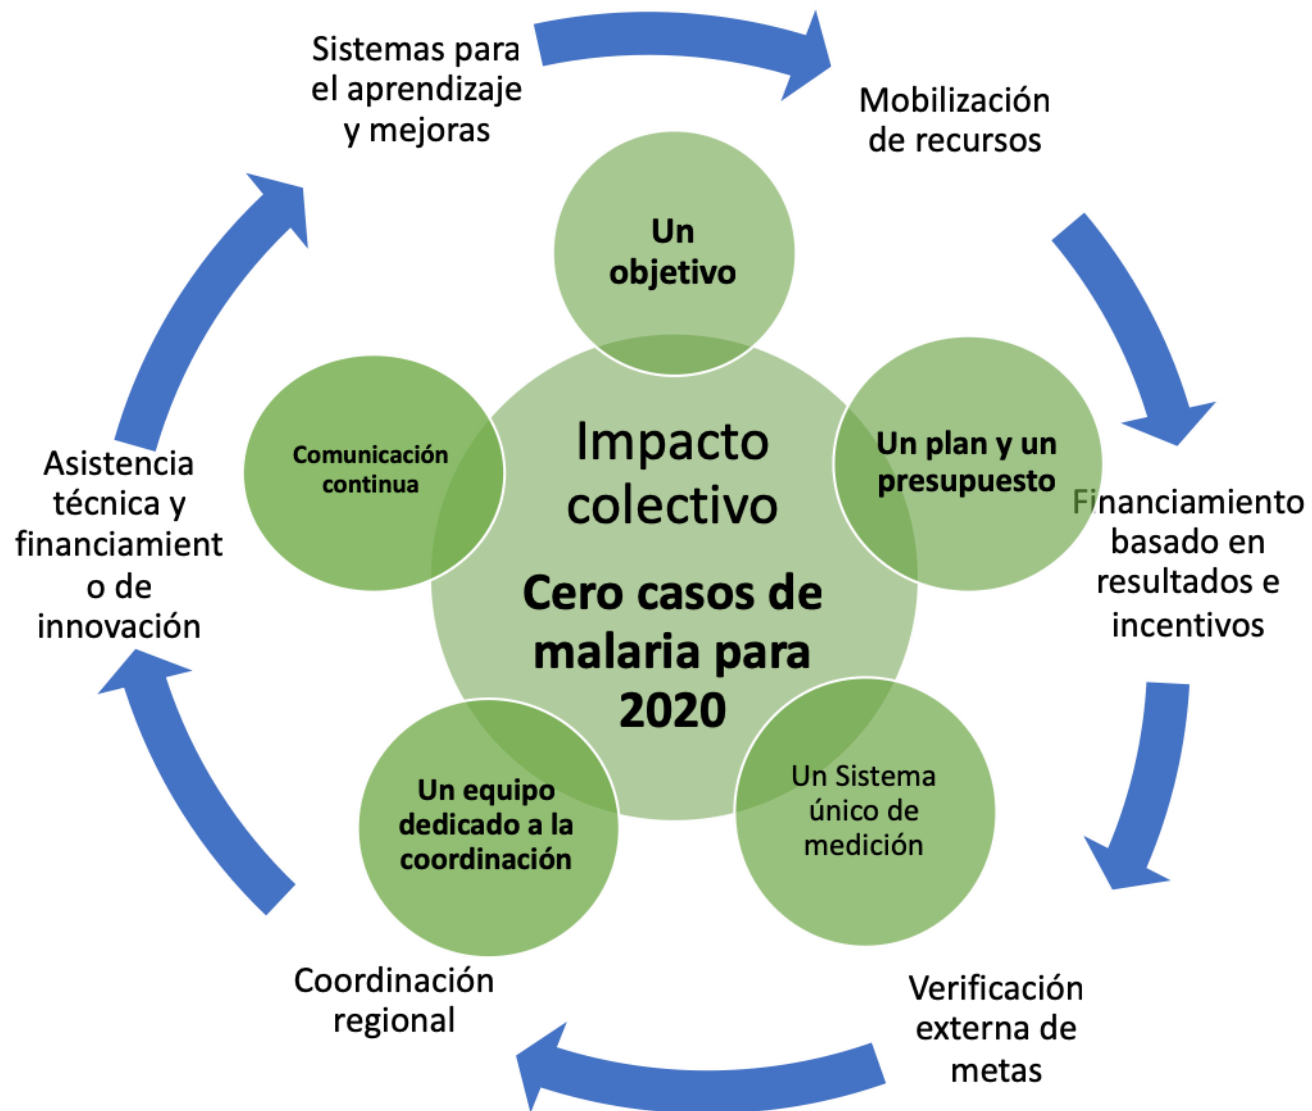 Sistemas para
el aprendizaje
y mejoras
Mobilización
de recursos
Un
objetivo
Comunicación
continua
Impacto
colectivo
Cero casos de
malaria para
2020
Un plan y un
presupuesto
Financiamiento
basado en
resultados e
incentivos
Asistencia
técnica y
financiamient
o de
innovación
Un equipo
dedicado a la
coordinación
Un Sistema
único de
medición
Coordinación
regional
Verificación
externa de
metas